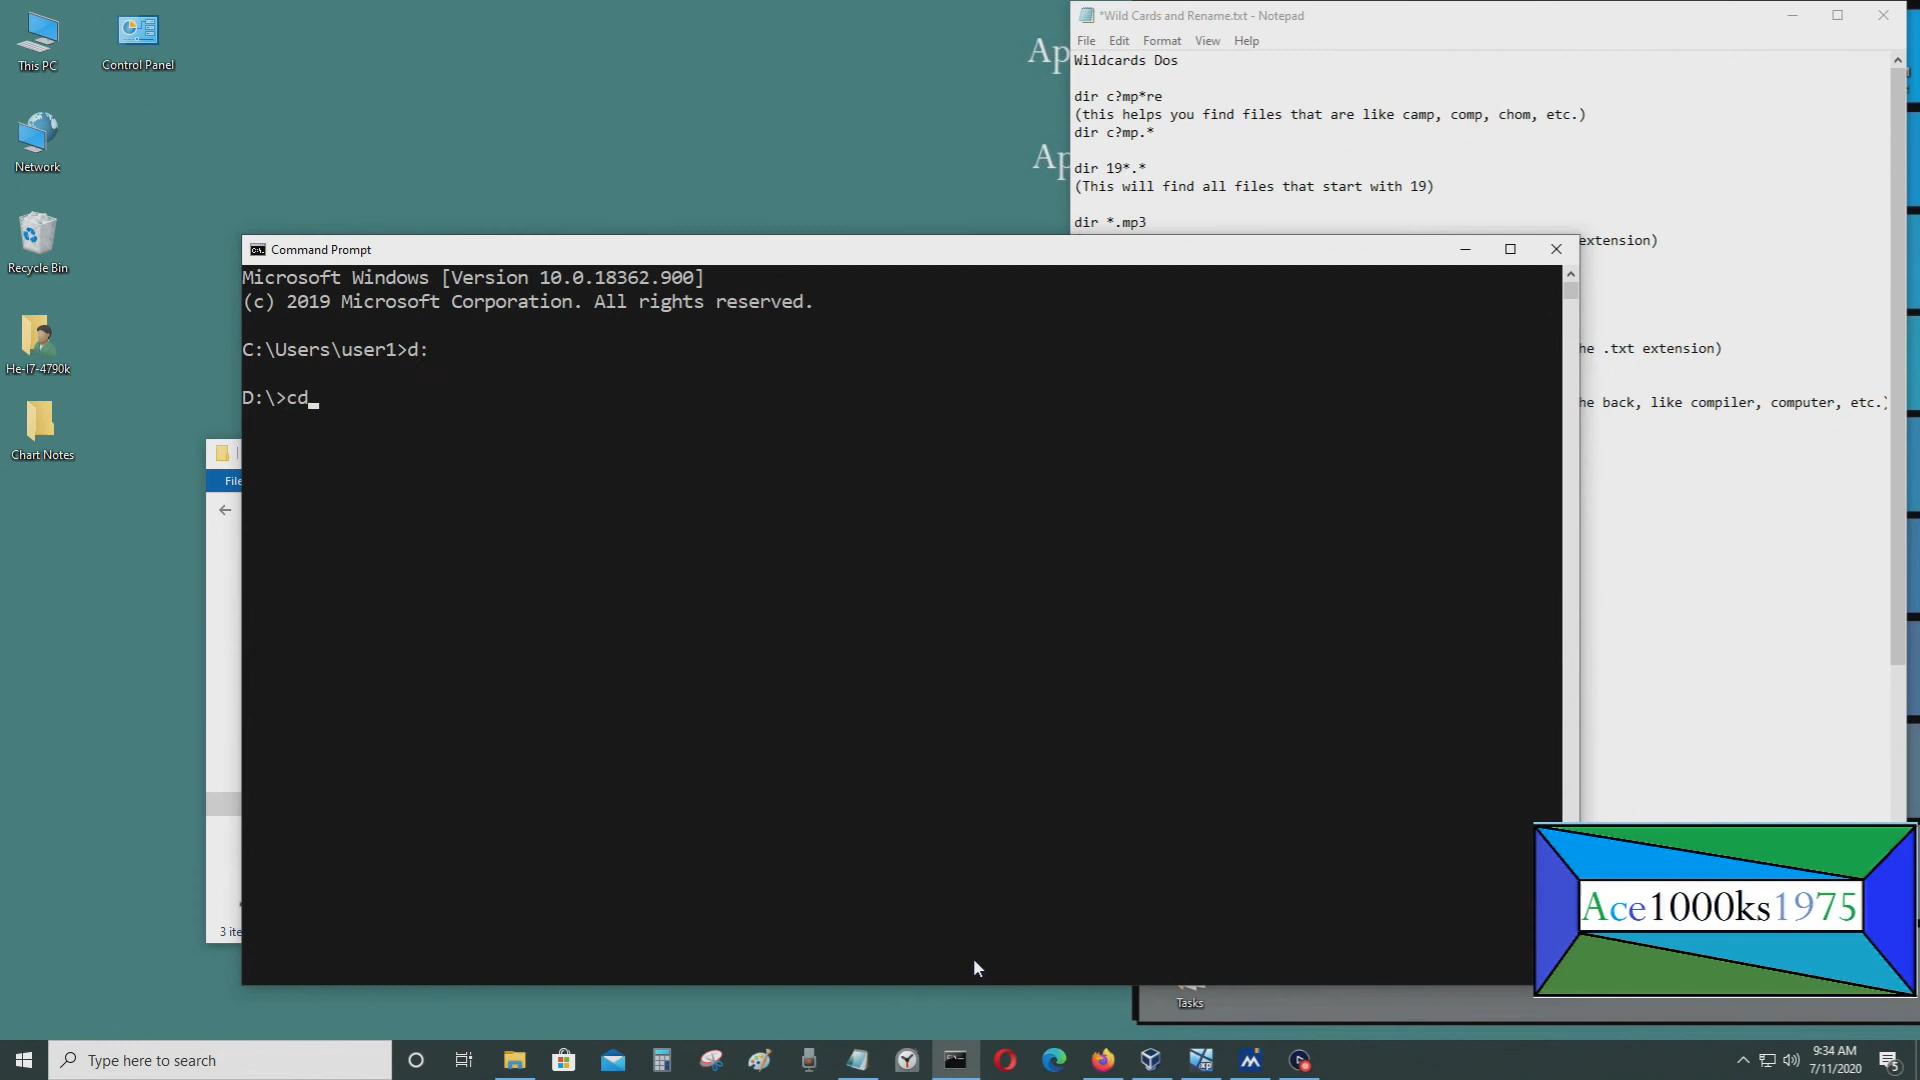 This PC
Control Panel
Network
Recycle Bin
He-I7-4790k
Chart Notes
Ap
Ap
*Wild Cards and Rename.txt - Notepad
File Edit Format View Help
Wildcards Dos
dir c?mp*re
(this helps you find files that are like camp, comp, chom, etc.)
dir c?mp.*
dir 19*.*
(This will find all files that start with 19)
dir *.mp3
extension)
he .txt extension)
he back, like compiler, computer, etc.)
Command Prompt
Microsoft Windows [Version 10.0.18362.900]
(c) 2019 Microsoft Corporation. All rights reserved.
C:\Users\user1>d:
D:\>cd_
File
3 ite
Ace1000ks1975
Tasks
Type here to search
xp
9:34 AM
7/11/2020
5